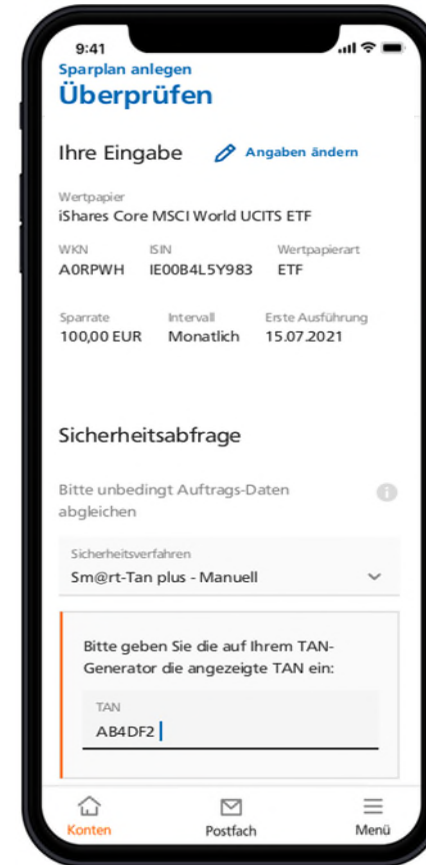 9:41
Sparplan anlegen
Überprüfen
Ihre Eingabe
Angaben ändern
Wertpapier
iShares Core MSCI World UCITS ETF
WKN ISIN Wertpapierart
A0RPWH IE00B4L5Y983 ETF
Sparrate Intervall Erste Ausführung
100,00 EUR Monatlich 15.07.2021
Sicherheitsabfrage
Bitte unbedingt Auftrags-Daten
abgleichen
Sicherheitsverfahren
Sm@rt-Tan plus - Manuell
Bitte geben Sie die auf Ihrem TAN-
Generator die angezeigte TAN ein:
TAN
AB4DF2
Konten Postfach Menü